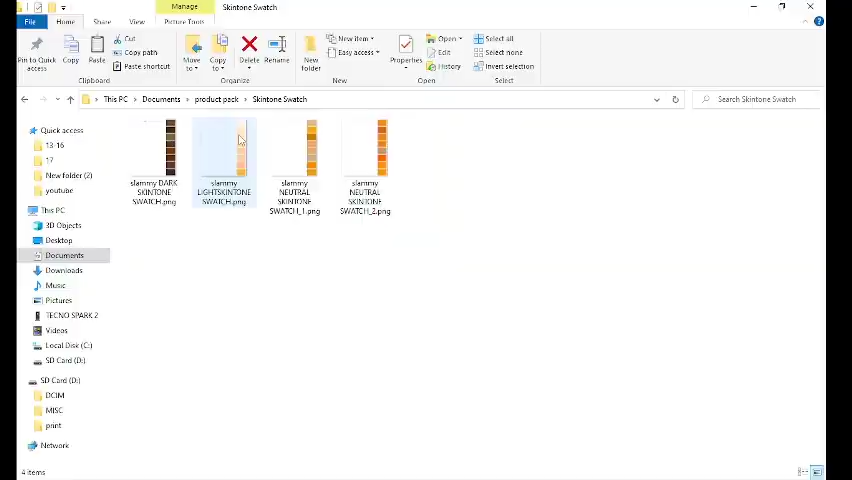 Manage
Skintone Swatch
File
Home
Share
View
Picture Tools
Pin to Quick
access
Copy
Paste
Cut
Copy path
Paste shortcut
Clipboard
Move
to
Copy
to
Delete
Rename
Organize
New
folder
New item
Easy access
New
Properties
Open
Edit
History
Open
Select all
Select none
Invert selection
Select
This PC
Documents
product pack
Skintone Swatch
Search Skintone Swatch
Quick access
13-16
17
New folder (2)
youtube
This PC
3D Objects
Desktop
Documents
Downloads
Music
Pictures
TECNO SPARK 2
Videos
Local Disk (C:)
SD Card (D:)
SD Card (D:)
DCIM
MISC
print
Network
slammy DARK
SKINTONE
SWATCH.png
slammy
LIGHTSKINTONE
SWATCH.png
slammy
NEUTRAL
SKINTONE
SWATCH_1.png
slammy
NEUTRAL
SKINTONE
SWATCH_2.png
4 items